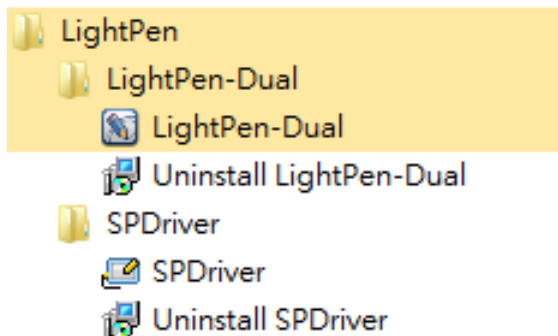 LightPen
LightPen-Dual
LightPen-Dual
Uninstall LightPen-Dual
SPDriver
SPDriver
Uninstall SPDriver